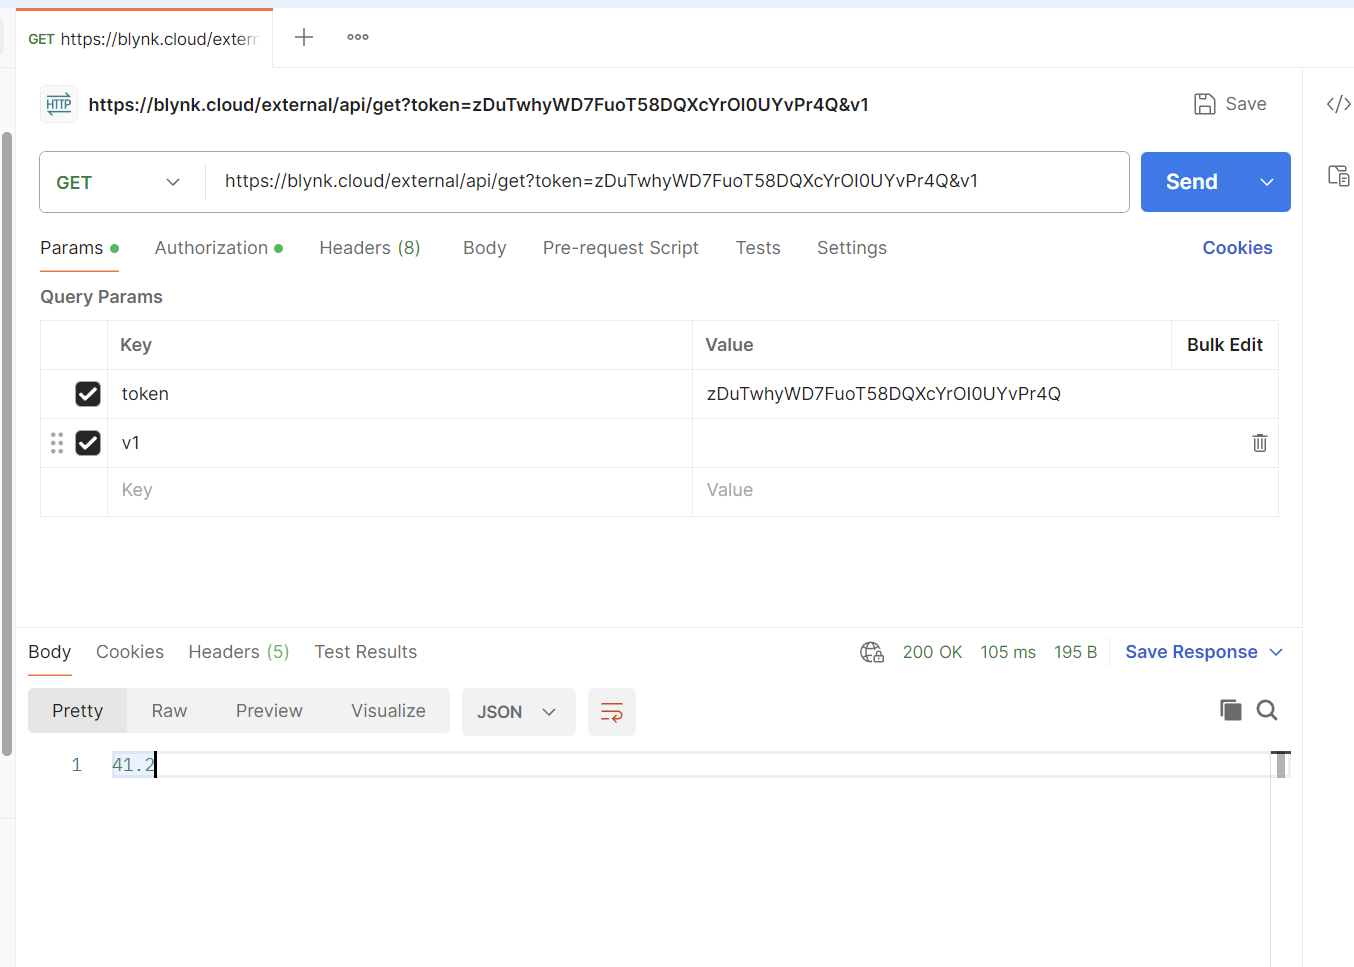 GET https://blynk.cloud/extern
HTTP https://blynk.cloud/external/api/get?token=zDuTwhyWD7FuoT58DQXcYrOI0UYvPr4Q&v1 Save </>
GET https://blynk.cloud/external/api/get?token=zDuTwhyWD7FuoT58DQXcYrOI0UYvPr4Q&v1 Send
Params Authorization Headers (8) Body Pre-request Script Tests Settings Cookies
Query Params
Key Value Bulk Edit
token zDuTwhyWD7FuoT58DQXcYrOI0UYvPr4Q
v1
Key Value
Body Cookies Headers (5) Test Results 200 OK 105 ms 195 B Save Response
Pretty Raw Preview Visualize JSON
1 41.2